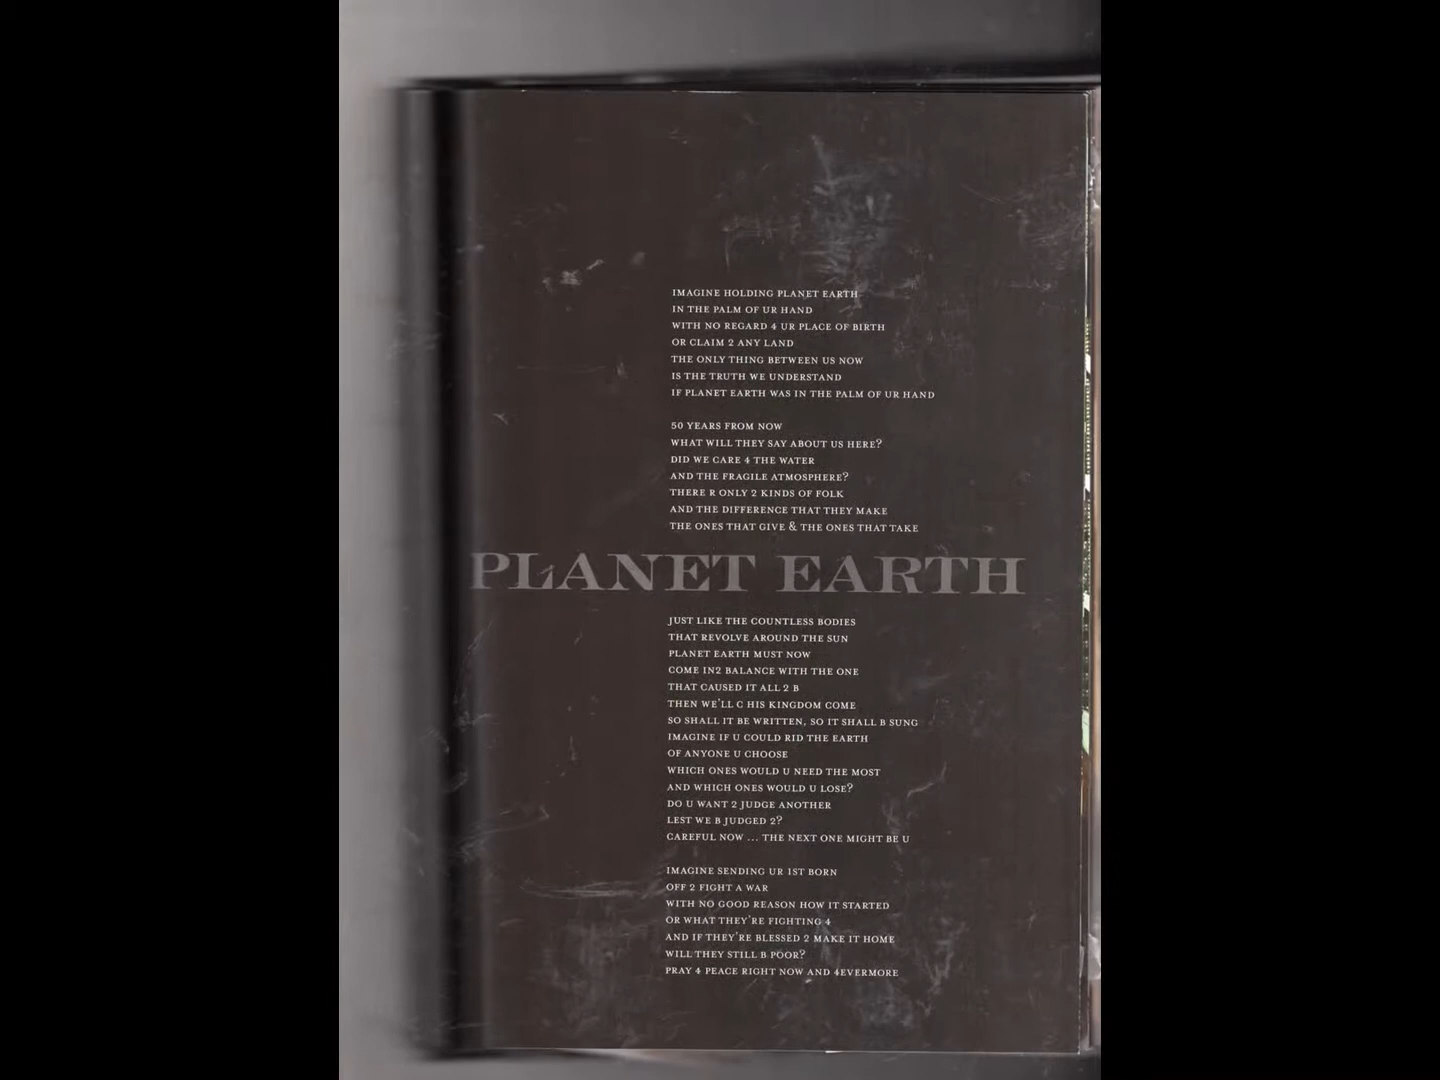 IMAGINE HOLDING PLANET EARTH
IN THE PALM OF UR HAND
WITH NO REGARD 4 UR PLACE OF BIRTH
OR CLAIM 2 ANY LAND
THE ONLY THING BETWEEN US NOW
IS THE TRUTH WE UNDERSTAND
IF PLANET EARTH WAS IN THE PALM OF UR HAND
50 YEARS FROM NOW
WHAT WILL THEY SAY ABOUT US HERE?
DID WE CARE 4 THE WATER
AND THE FRAGILE ATMOSPHERE?
THERE R ONLY 2 KINDS OF FOLK
AND THE DIFFERENCE THAT THEY MAKE
THE ONES THAT GIVE & THE ONES THAT TAKE
PLANET EARTH
JUST LIKE THE COUNTLESS BODIES
THAT REVOLVE AROUND THE SUN
PLANET EARTH MUST NOW
COME IN2 BALANCE WITH THE ONE
THAT CAUSED IT ALL 2 B
THEN WE'LL C HIS KINGDOM COME
SO SHALL IT BE WRITTEN, SO IT SHALL B SUNG
IMAGINE IF U COULD RID THE EARTH
OF ANYONE U CHOOSE
WHICH ONES WOULD U NEED THE MOST
AND WHICH ONES WOULD U LOSE?
DO U WANT 2 JUDGE ANOTHER
LEST WE B JUDGED 2?
CAREFUL NOW ... THE NEXT ONE MIGHT BE U
IMAGINE SENDING UR 1ST BORN
OFF 2 FIGHT A WAR
WITH NO GOOD REASON HOW IT STARTED
OR WHAT THEY'RE FIGHTING 4
AND IF THEY'RE BLESSED 2 MAKE IT HOME
WILL THEY STILL B POOR?
PRAY 4 PEACE RIGHT NOW AND 4EVERMORE